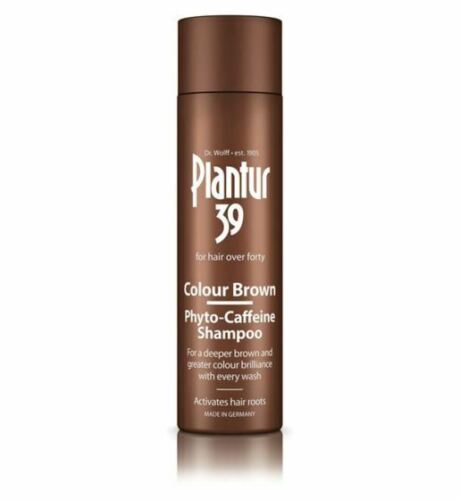 Dr. Wolff • est. 1905
Plantur
39
for hair over forty
Colour Brown
Phyto-Caffeine
Shampoo
For a deeper brown and
greater colour brilliance
with every wash
Activates hair roots
MADE IN GERMANY